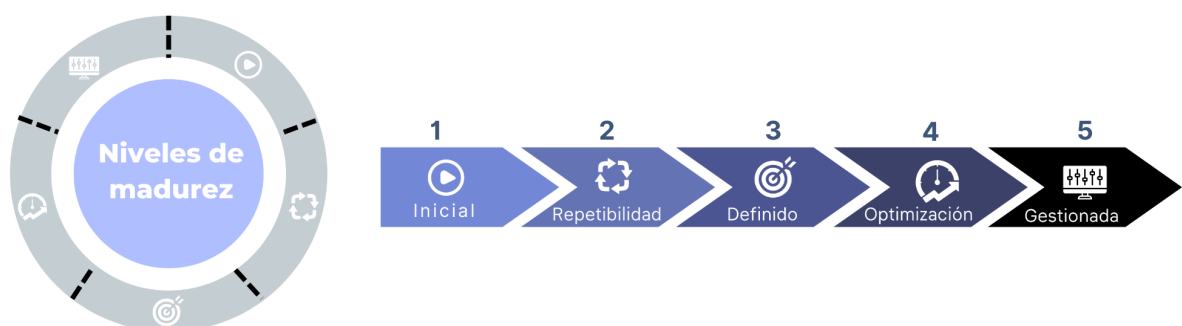 Niveles de
madurez
1 2 3 4 5
Inicial Repetibilidad Definido Optimización Gestionada